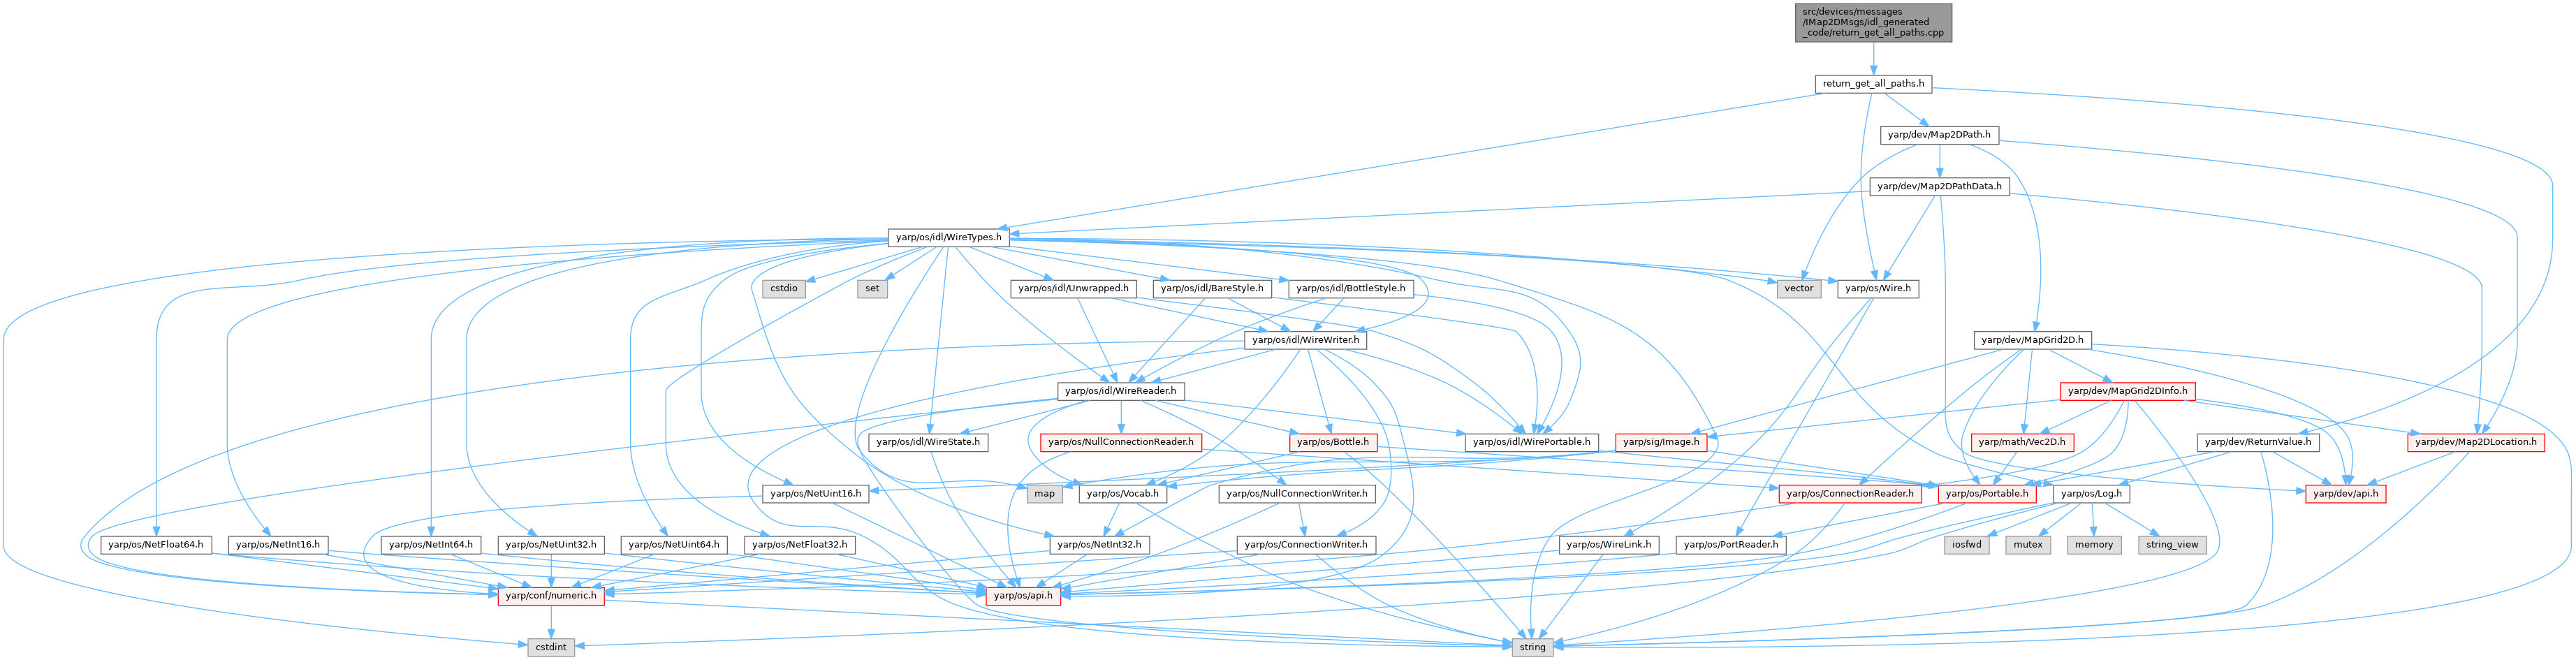 src/devices/messages
/IMap2DMsgs/idl_generated
_code/return_get_all_paths.cpp
return_get_all_paths.h
yarp/dev/Map2DPath.h
yarp/dev/Map2DPathData.h
yarp/os/idl/WireTypes.h
cstdio
set
yarp/os/idl/Unwrapped.h
yarp/os/idl/BareStyle.h
yarp/os/idl/BottleStyle.h
vector
yarp/os/Wire.h
yarp/os/idl/WireWriter.h
yarp/dev/MapGrid2D.h
yarp/os/idl/WireReader.h
yarp/dev/MapGrid2DInfo.h
yarp/os/idl/WireState.h
yarp/os/NullConnectionReader.h
yarp/os/Bottle.h
yarp/os/idl/WirePortable.h
yarp/sig/Image.h
yarp/math/Vec2D.h
yarp/dev/ReturnValue.h
yarp/dev/Map2DLocation.h
yarp/os/NetUint16.h
map
yarp/os/Vocab.h
yarp/os/NullConnectionWriter.h
yarp/os/ConnectionReader.h
yarp/os/Portable.h
yarp/os/Log.h
yarp/dev/api.h
yarp/os/NetFloat64.h
yarp/os/NetInt16.h
yarp/os/NetInt64.h
yarp/os/NetUint32.h
yarp/os/NetUint64.h
yarp/os/NetFloat32.h
yarp/os/NetInt32.h
yarp/os/ConnectionWriter.h
yarp/os/WireLink.h
yarp/os/PortReader.h
iosfwd
mutex
memory
string_view
yarp/conf/numeric.h
yarp/os/api.h
cstdint
string